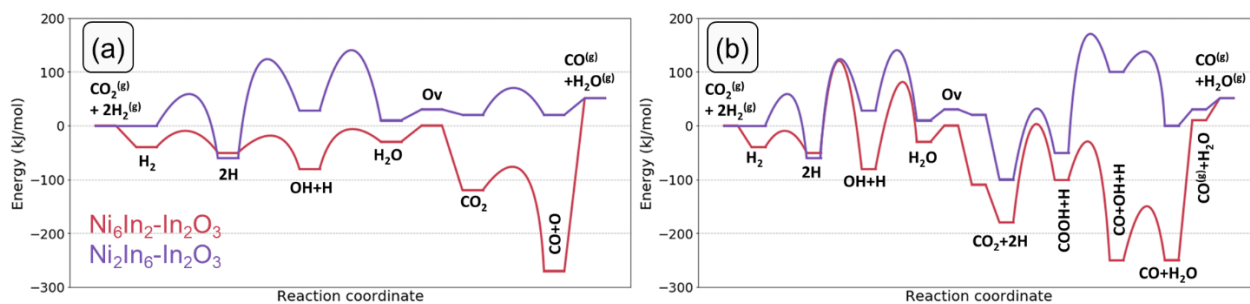 (a)
Energy (kJ/mol)
200
100
0
−100
−200
−300
CO₂⁽ᵍ⁾
+ 2H₂⁽ᵍ⁾
H₂
2H
OH+H
H₂O
Ov
CO₂
CO+O
CO⁽ᵍ⁾
+H₂O⁽ᵍ⁾
Ni₆In₂-In₂O₃
Ni₂In₆-In₂O₃
Reaction coordinate
(b)
Energy (kJ/mol)
200
100
0
−100
−200
−300
CO₂⁽ᵍ⁾
+ 2H₂⁽ᵍ⁾
H₂
2H
OH+H
H₂O
Ov
CO₂+2H
COOH+H
CO+OH+H
CO+H₂O
CO⁽ᵍ⁾+H₂O
CO⁽ᵍ⁾
+H₂O⁽ᵍ⁾
Reaction coordinate